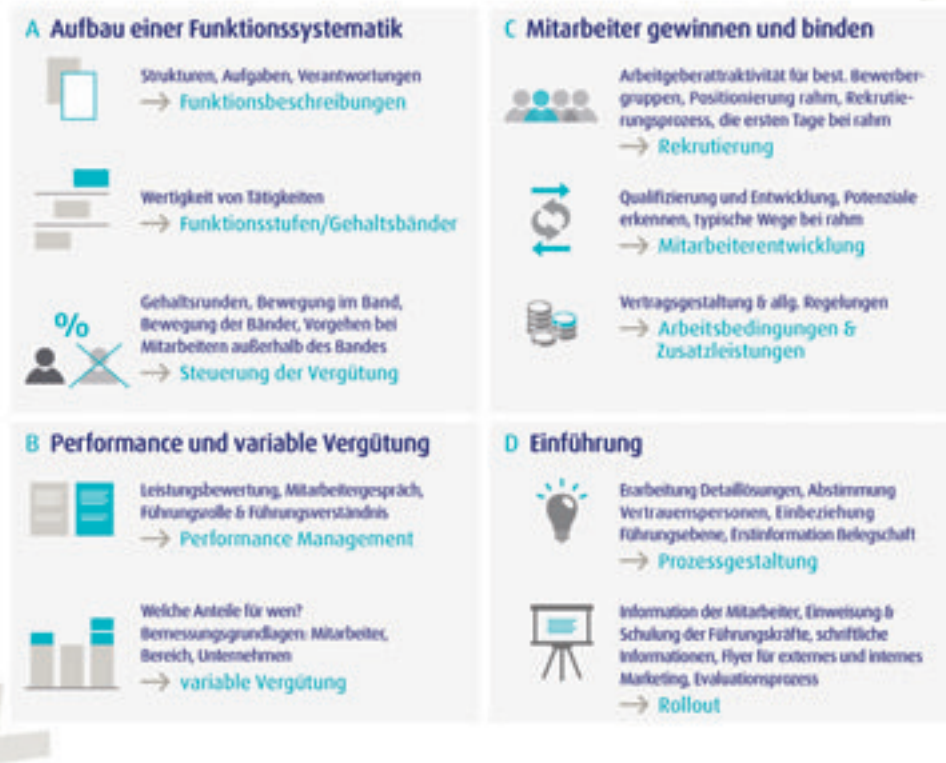 A Aufbau einer Funktionssystematik
Strukturen, Aufgaben, Verantwortungen
→ Funktionsbeschreibungen
Wertigkeit von Tätigkeiten
→ Funktionsstufen/Gehaltsbänder
%
Gehaltsrunden, Bewegung im Band,
Bewegung der Bänder, Vorgehen bei
Mitarbeitern außerhalb des Bandes
→ Steuerung der Vergütung
B Performance und variable Vergütung
Leistungsbewertung, Mitarbeitergespräch,
Führungsrolle & Führungsverständnis
→ Performance Management
Welche Anteile für wen?
Bemessungsgrundlagen: Mitarbeiter,
Bereich, Unternehmen
→ variable Vergütung
C Mitarbeiter gewinnen und binden
Arbeitgeberattraktivität für best. Bewerber-
gruppen, Positionierung rahm, Rekrutie-
rungsprozess, die ersten Tage bei rahm
→ Rekrutierung
Qualifizierung und Entwicklung, Potenziale
erkennen, typische Wege bei rahm
→ Mitarbeiterentwicklung
Vertragsgestaltung & allg. Regelungen
→ Arbeitsbedingungen &
Zusatzleistungen
D Einführung
Erarbeitung Detaillösungen, Abstimmung
Vertrauenspersonen, Einbeziehung
Führungsebene, Erstinformation Belegschaft
→ Prozessgestaltung
Information der Mitarbeiter, Einweisung &
Schulung der Führungskräfte, schriftliche
Informationen, Flyer für externes und internes
Marketing, Evaluationsprozess
→ Rollout